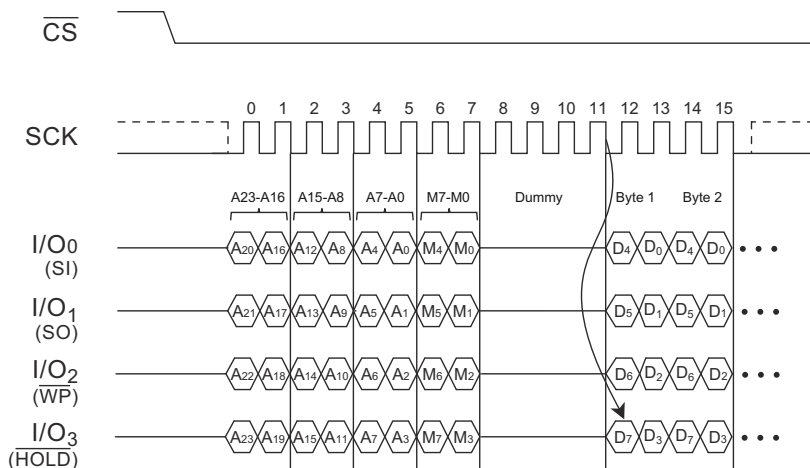 CS
0 1 2 3 4 5 6 7 8 9 10 11 12 13 14 15
SCK
A23-A16 A15-A8 A7-A0 M7-M0 Dummy Byte 1 Byte 2
I/O0 A20 A16 A12 A8 A4 A0 M4 M0 D4 D0 D4 D0 •••
(SI)
I/O1 A21 A17 A13 A9 A5 A1 M5 M1 D5 D1 D5 D1 •••
(SO)
I/O2 A22 A18 A14 A10 A6 A2 M6 M2 D6 D2 D6 D2 •••
(WP)
I/O3 A23 A19 A15 A11 A7 A3 M7 M3 D7 D3 D7 D3 •••
(HOLD)